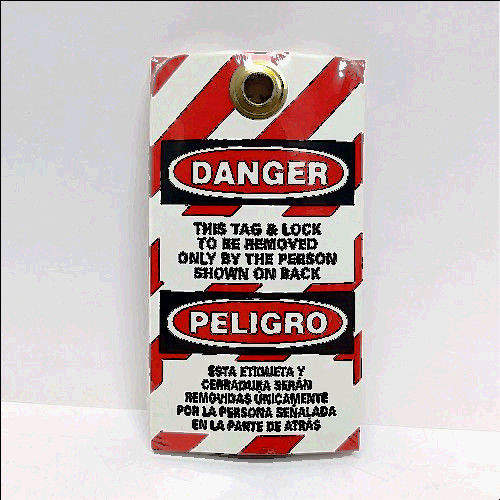 DANGER
THIS TAG & LOCK
TO BE REMOVED
ONLY BY THE PERSON
SHOWN ON BACK
PELIGRO
ESTA ETIQUETA Y
CERRADURA SERÁN
REMOVIDAS ÚNICAMENTE
POR LA PERSONA SEÑALADA
EN LA PARTE DE ATRÁS